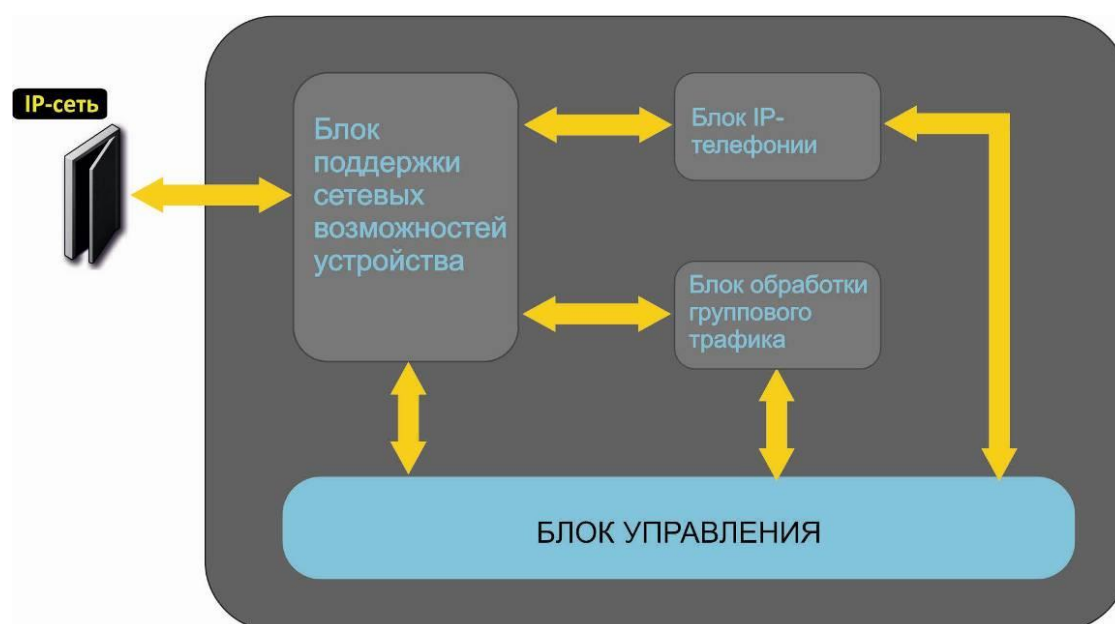 IP-сеть
Блок
поддержки
сетевых
возможностей
устройства
Блок IP-
телефонии
Блок обработки
группового
трафика
БЛОК УПРАВЛЕНИЯ